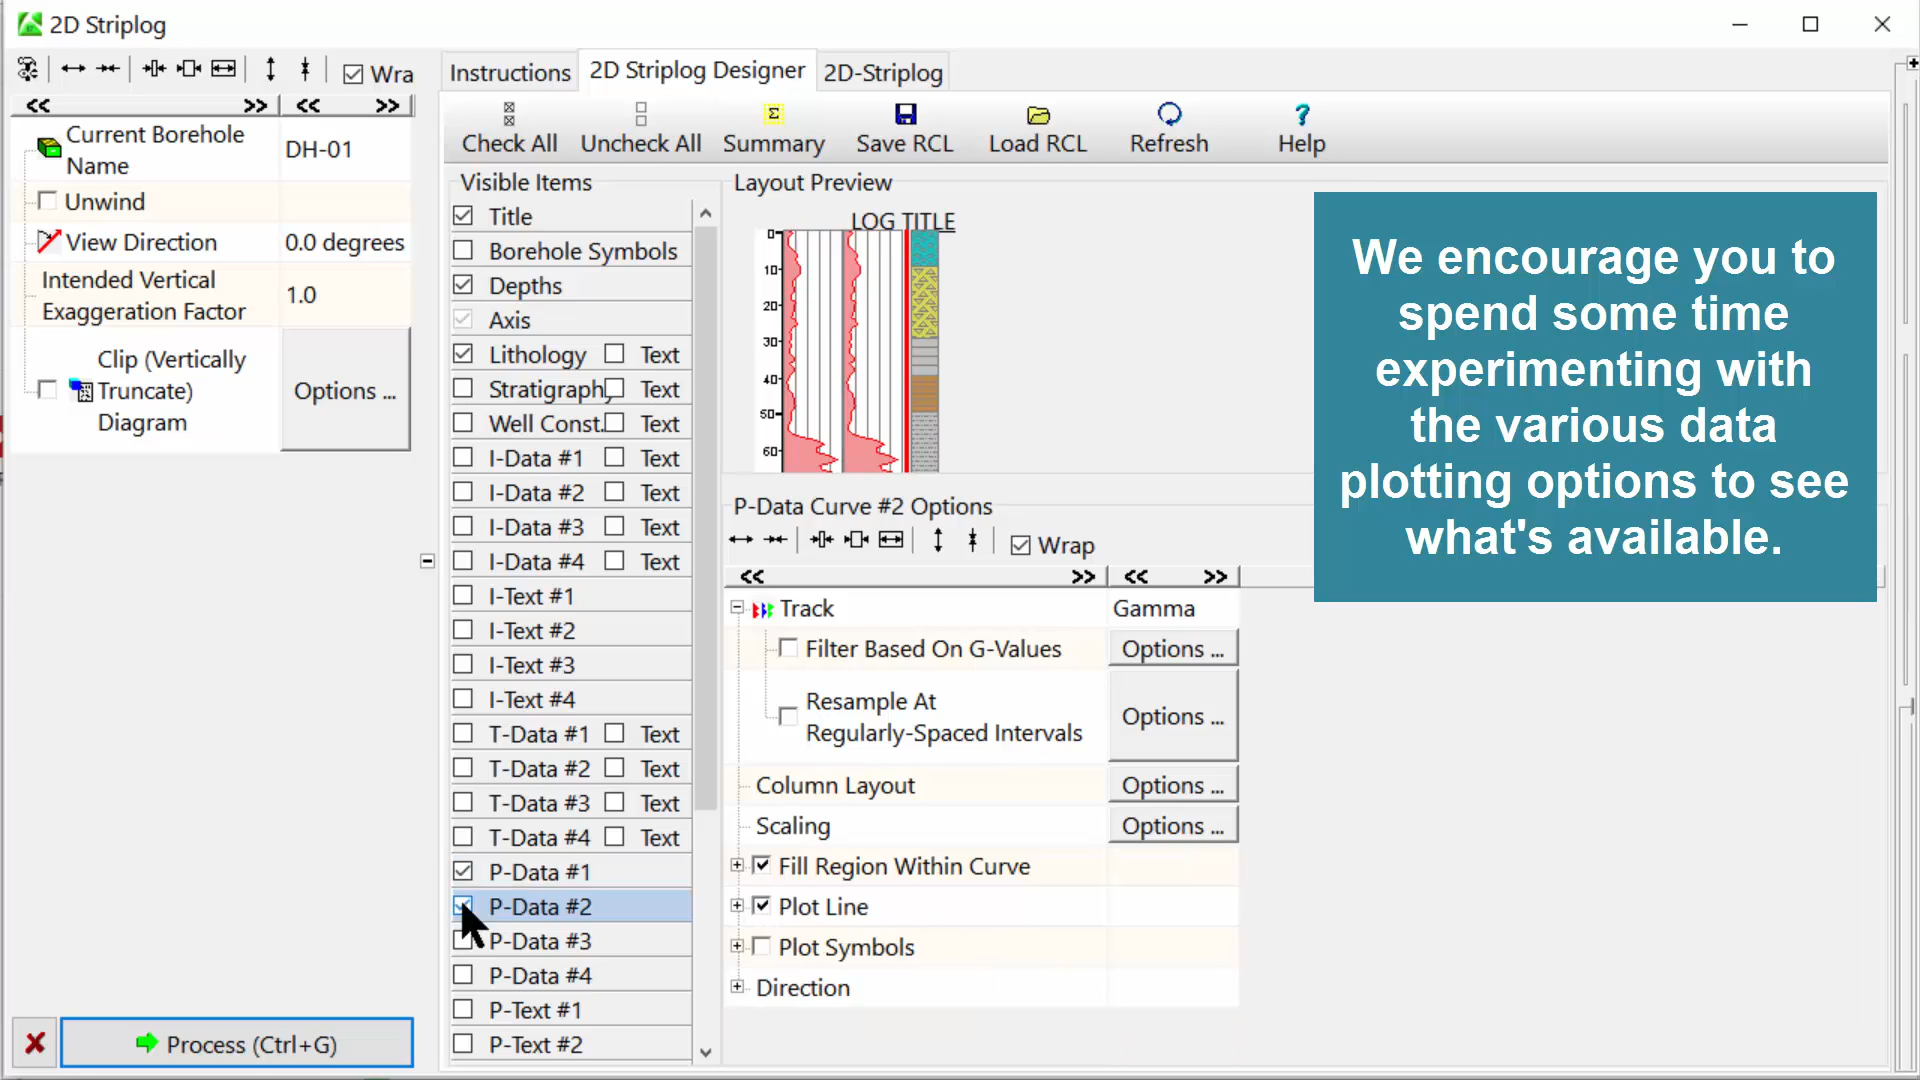 2D Striplog
Wra
<< >> << >>
Current Borehole
Name
DH-01
Unwind
View Direction
0.0 degrees
Intended Vertical
Exaggeration Factor
1.0
Clip (Vertically
Truncate)
Diagram
Options ...
Process (Ctrl+G)
Instructions
2D Striplog Designer
2D-Striplog
Check All
Uncheck All
Summary
Save RCL
Load RCL
Refresh
Help
Visible Items
Title
Borehole Symbols
Depths
Axis
Lithology Text
Stratigraphy Text
Well Const. Text
I-Data #1 Text
I-Data #2 Text
I-Data #3 Text
I-Data #4 Text
I-Text #1
I-Text #2
I-Text #3
I-Text #4
T-Data #1 Text
T-Data #2 Text
T-Data #3 Text
T-Data #4 Text
P-Data #1
P-Data #2
P-Data #3
P-Data #4
P-Text #1
P-Text #2
Layout Preview
LOG TITLE
0
10
20
30
40
50
60
P-Data Curve #2 Options
Wrap
<< >> << >>
Track
Gamma
Filter Based On G-Values
Options ...
Resample At
Regularly-Spaced Intervals
Options ...
Column Layout
Options ...
Scaling
Options ...
Fill Region Within Curve
Plot Line
Plot Symbols
Direction
We encourage you to
spend some time
experimenting with
the various data
plotting options to see
what's available.